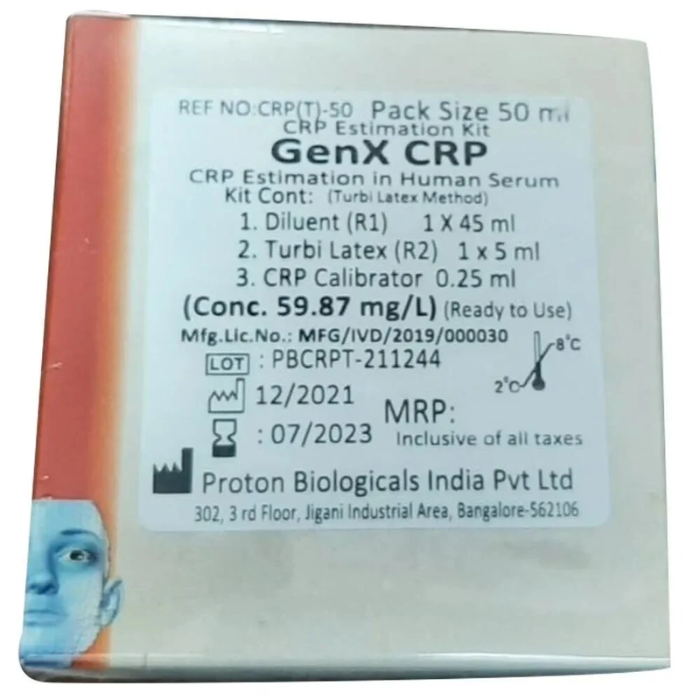 REF NO:CRP(T)-50 Pack Size 50 ml
CRP Estimation Kit
GenX CRP
CRP Estimation in Human Serum
Kit Cont: (Turbi Latex Method)
1. Diluent (R1) 1 X 45 ml
2. Turbi Latex (R2) 1 x 5 ml
3. CRP Calibrator 0.25 ml
(Conc. 59.87 mg/L) (Ready to Use)
Mfg.Lic.No.: MFG/IVD/2019/000030
LOT : PBCRPT-211244
8°C
2°C
12/2021
MRP:
: 07/2023 Inclusive of all taxes
Proton Biologicals India Pvt Ltd
302, 3 rd Floor, Jigani Industrial Area, Bangalore-562106